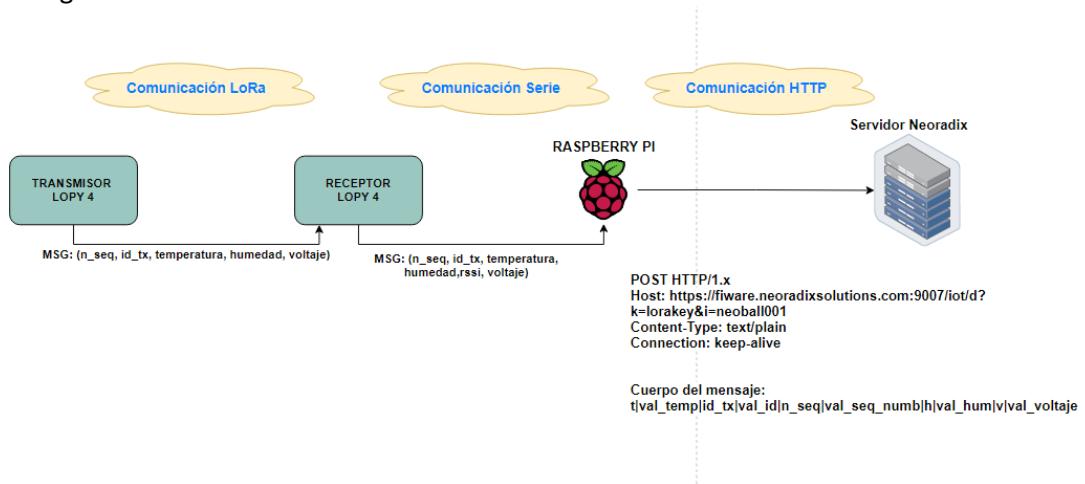 Comunicación LoRa
Comunicación Serie
Comunicación HTTP
Servidor Neoradix
RASPBERRY PI
TRANSMISOR
LOPY 4
RECEPTOR
LOPY 4
MSG: (n_seq, id_tx, temperatura, humedad, voltaje)
MSG: (n_seq, id_tx, temperatura,
humedad,rssi, voltaje)
POST HTTP/1.x
Host: https://fiware.neoradixsolutions.com:9007/iot/d?
k=lorakey&i=neoball001
Content-Type: text/plain
Connection: keep-alive
Cuerpo del mensaje:
t|val_temp|id_tx|val_id|n_seq|val_seq_numb|h|val_hum|v|val_voltaje